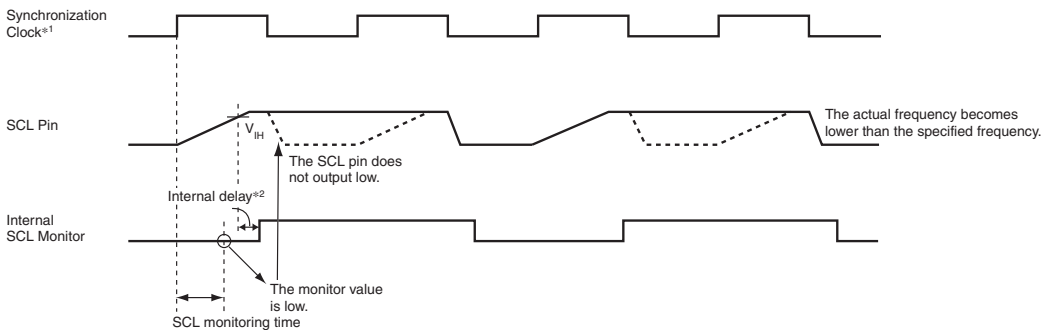 Synchronization
Clock*1
SCL Pin
VIH
The SCL pin does
not output low.
The actual frequency becomes
lower than the specified frequency.
Internal delay*2
Internal
SCL Monitor
The monitor value
is low.
SCL monitoring time